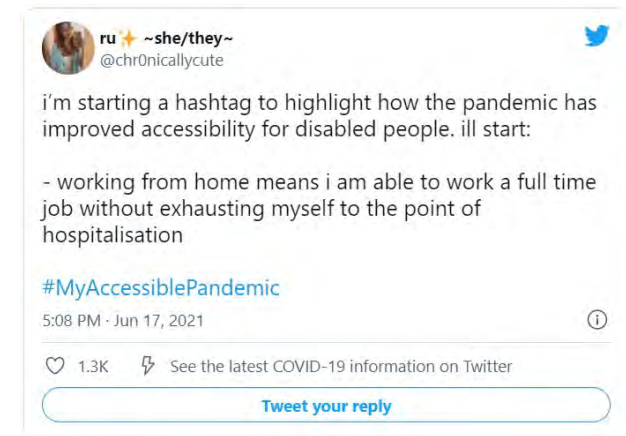 ru✨ ~she/they~
@chr0nicallycute
i'm starting a hashtag to highlight how the pandemic has
improved accessibility for disabled people. ill start:
- working from home means i am able to work a full time
job without exhausting myself to the point of
hospitalisation
#MyAccessiblePandemic
5:08 PM · Jun 17, 2021
1.3K See the latest COVID-19 information on Twitter
Tweet your reply